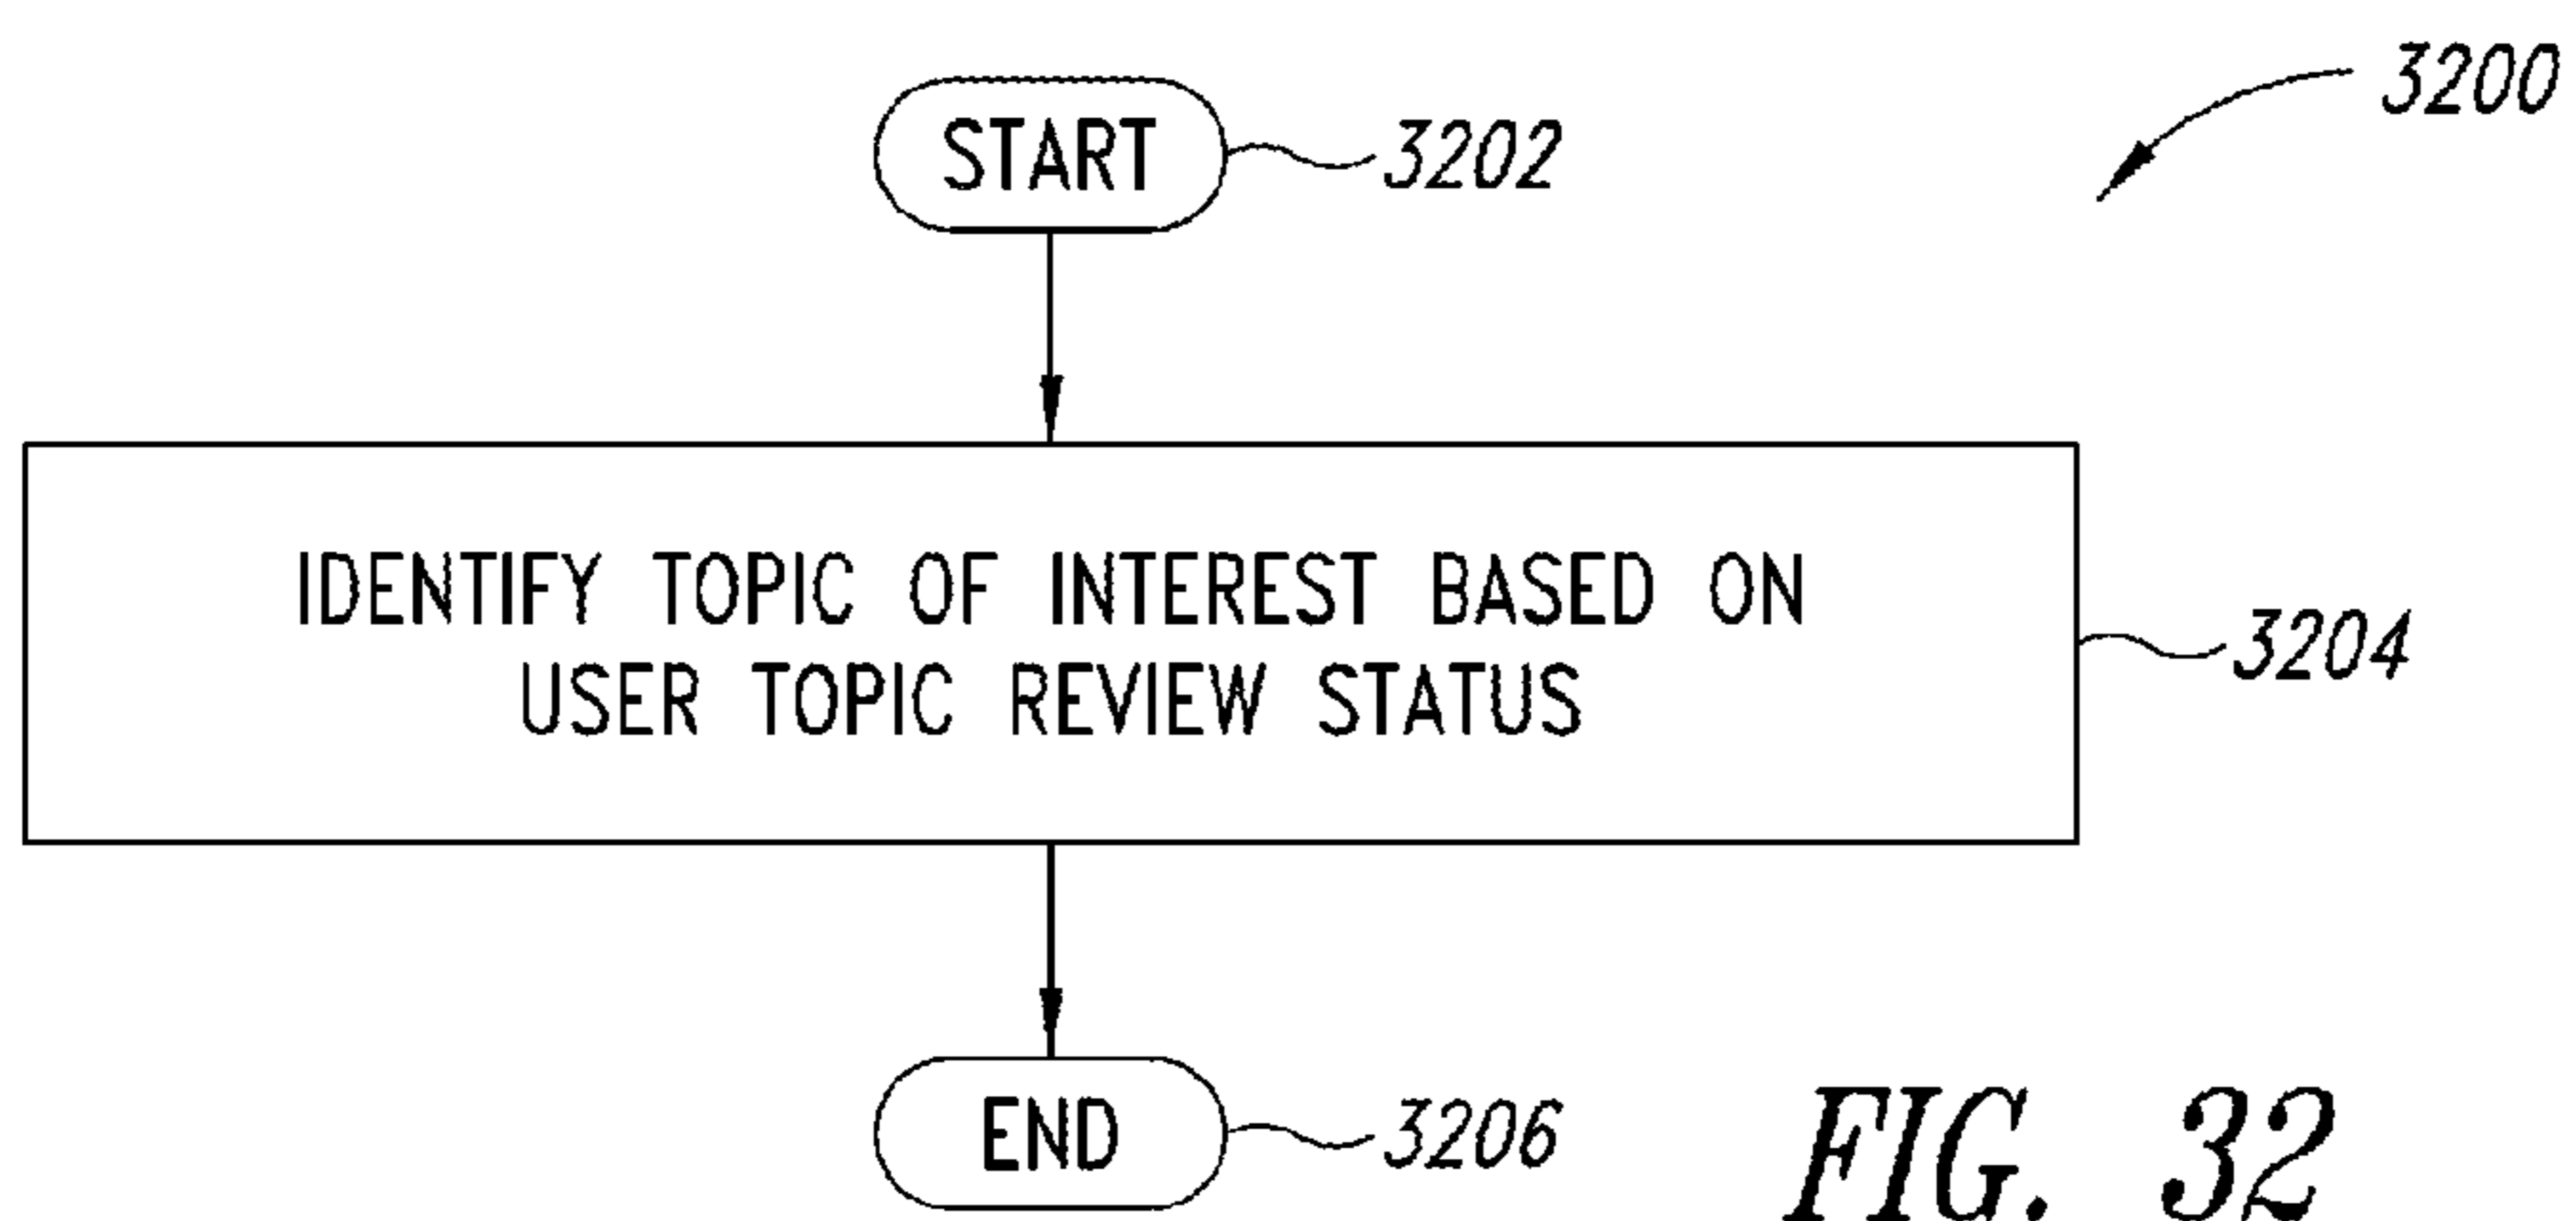 3200
START 3202
IDENTIFY TOPIC OF INTEREST BASED ON
USER TOPIC REVIEW STATUS
3204
END 3206
FIG. 32